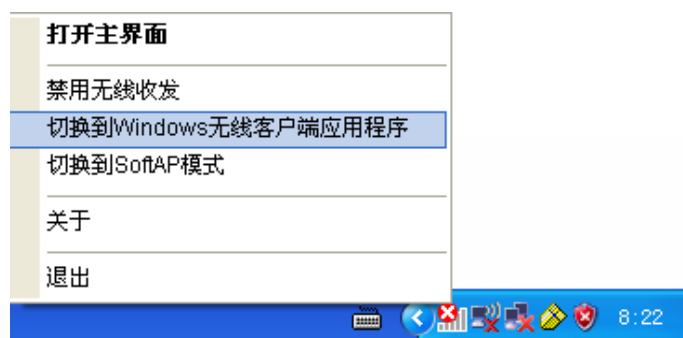 打开主界面
禁用无线收发
切换到Windows无线客户端应用程序
切换到SoftAP模式
关于
退出
8:22